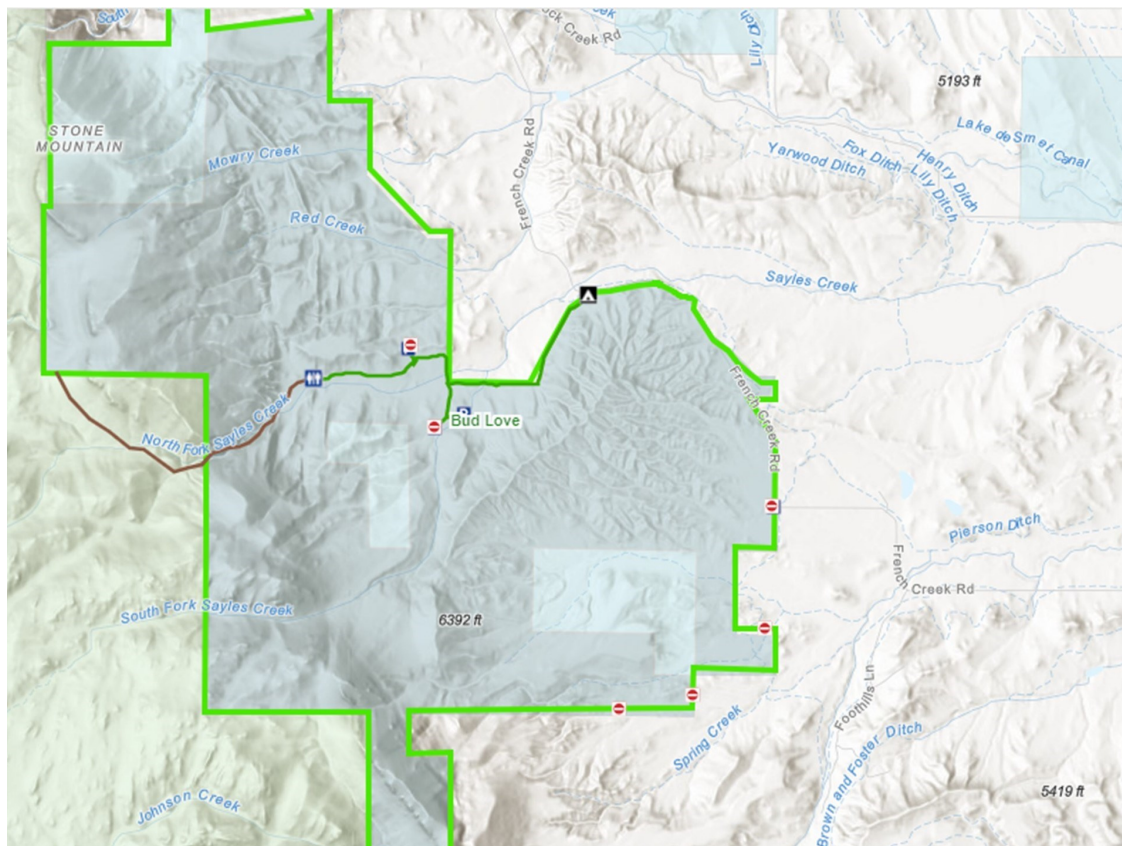 South
ck Creek Rd
Creek
Lily Ditch
5193 ft
STONE
MOUNTAIN
Mowry Creek
French Creek Rd
Yarwood Ditch
Fox Ditch
Henry Ditch
Lily Ditch
Lake de Smet Canal
Red Creek
Sayles Creek
French Creek Rd
Bud Love
North Fork Sayles Creek
Pierson Ditch
French Creek Rd
South Fork Sayles Creek
6392 ft
Foothills Ln
Spring Creek
Brown and Foster Ditch
Johnson Creek
5419 ft